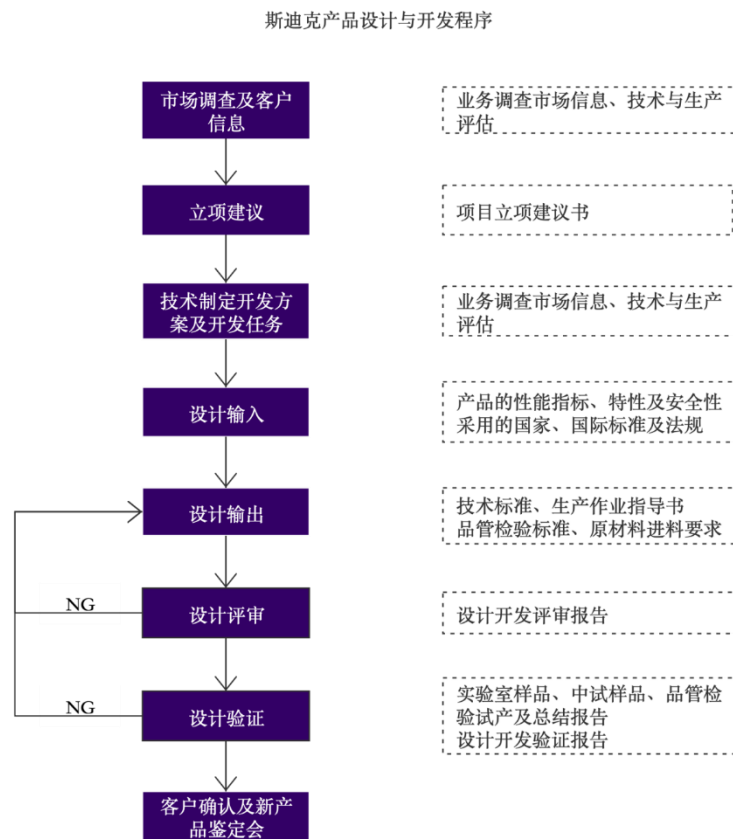 斯迪克产品设计与开发程序
市场调查及客户
信息
业务调查市场信息、技术与生产
评估
立项建议
项目立项建议书
技术制定开发方
案及开发任务
业务调查市场信息、技术与生产
评估
设计输入
产品的性能指标、特性及安全性
采用的国家、国际标准及法规
设计输出
技术标准、生产作业指导书
品管检验标准、原材料进料要求
NG
设计评审
设计开发评审报告
NG
设计验证
实验室样品、中试样品、品管检
验试产及总结报告
设计开发验证报告
客户确认及新产
品鉴定会